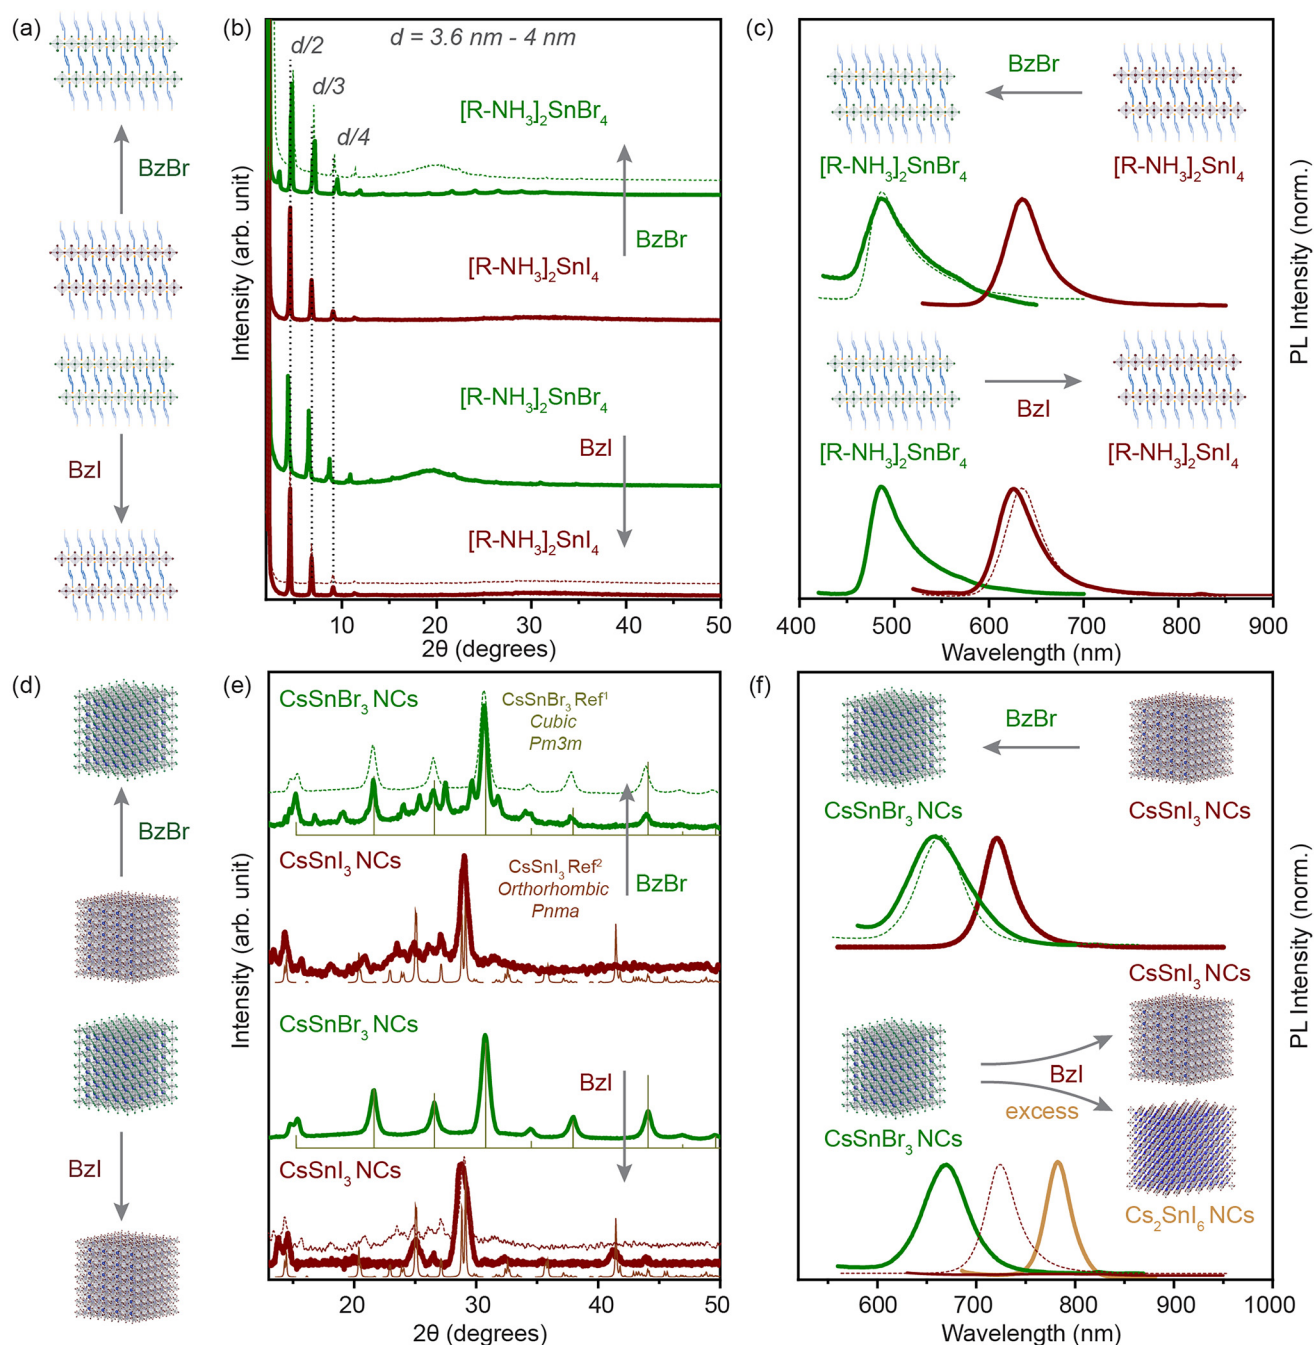 (a)
BzBr
BzI
(b)
d = 3.6 nm - 4 nm
d/2
d/3
d/4
[R-NH₃]₂SnBr₄
BzBr
[R-NH₃]₂SnI₄
[R-NH₃]₂SnBr₄
BzI
[R-NH₃]₂SnI₄
Intensity (arb. unit)
10 20 30 40 50
2θ (degrees)
(c)
BzBr
[R-NH₃]₂SnBr₄ [R-NH₃]₂SnI₄
BzI
[R-NH₃]₂SnBr₄ [R-NH₃]₂SnI₄
PL Intensity (norm.)
400 500 600 700 800 900
Wavelength (nm)
(d)
BzBr
BzI
(e)
CsSnBr₃ NCs
CsSnBr₃ Ref¹
Cubic
Pm3m
CsSnI₃ NCs
CsSnI₃ Ref²
Orthorhombic
Pnma
BzBr
CsSnBr₃ NCs
BzI
CsSnI₃ NCs
Intensity (arb. unit)
20 30 40 50
2θ (degrees)
(f)
BzBr
CsSnBr₃ NCs CsSnI₃ NCs
CsSnI₃ NCs
BzI
excess
CsSnBr₃ NCs
Cs₂SnI₆ NCs
PL Intensity (norm.)
600 700 800 900 1000
Wavelength (nm)